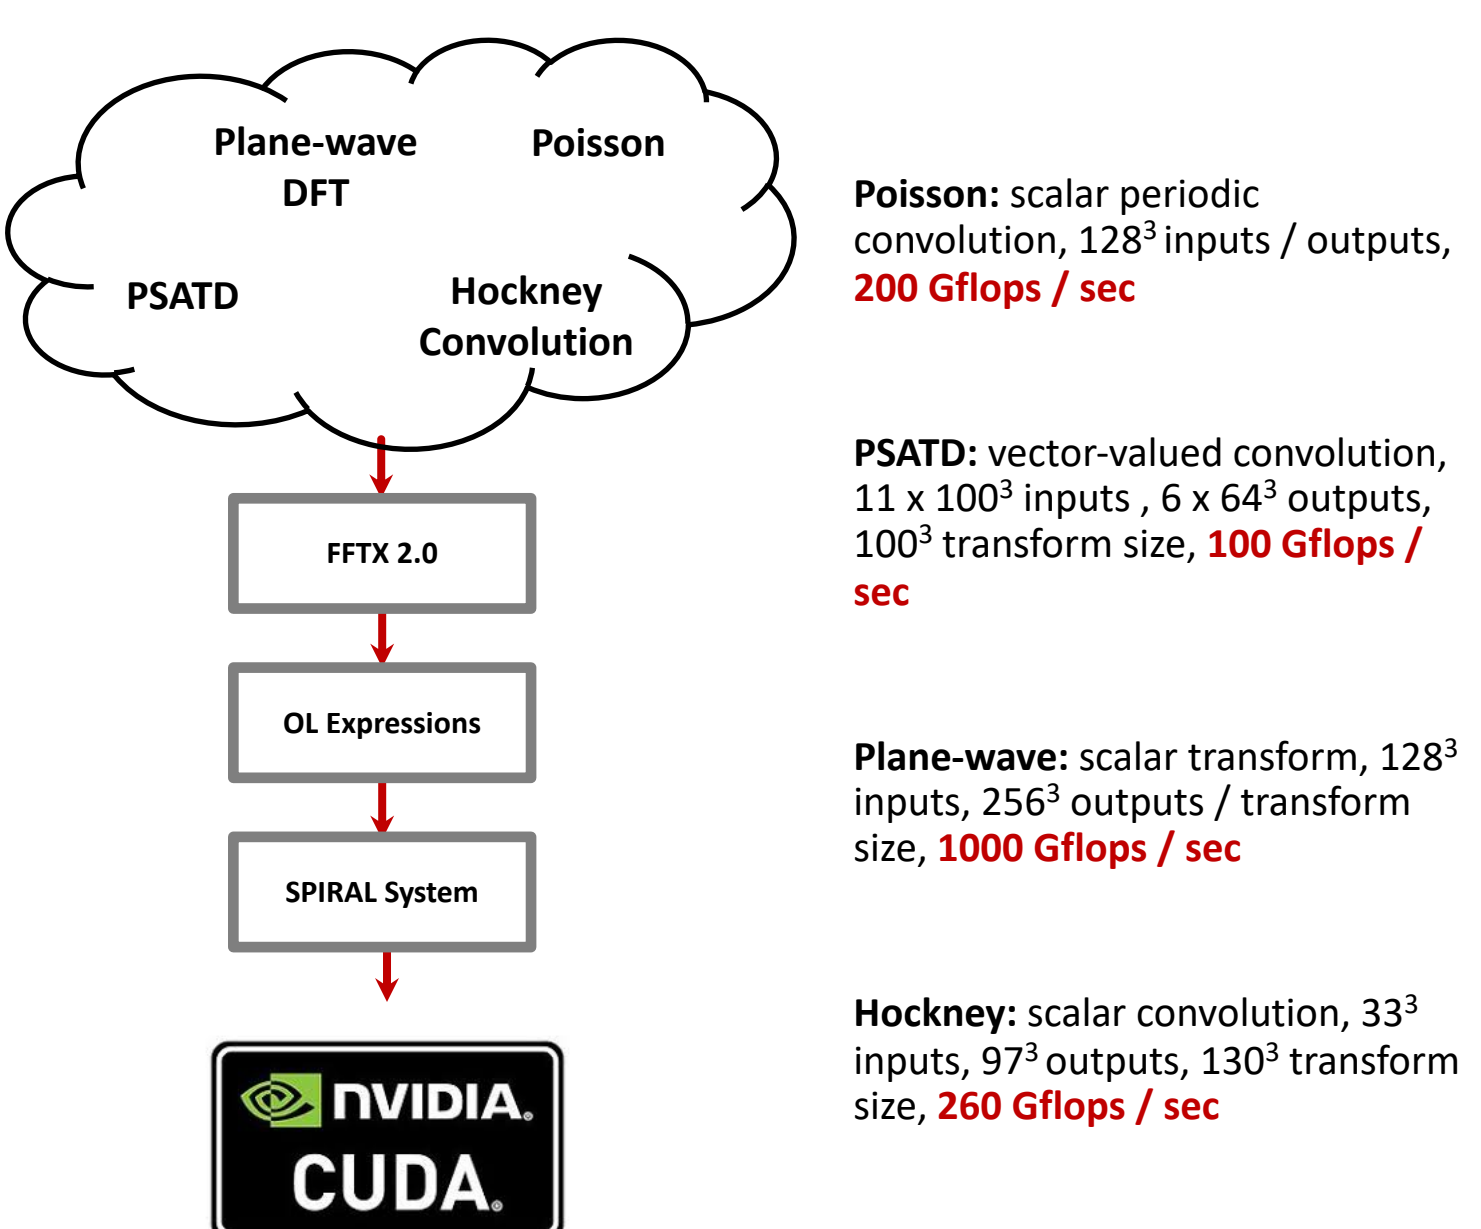 Plane-wave
DFT
Poisson
PSATD
Hockney
Convolution
FFTX 2.0
OL Expressions
SPIRAL System
NVIDIA®
CUDA®
Poisson: scalar periodic
convolution, 128³ inputs / outputs,
200 Gflops / sec
PSATD: vector-valued convolution,
11 x 100³ inputs , 6 x 64³ outputs,
100³ transform size, 100 Gflops /
sec
Plane-wave: scalar transform, 128³
inputs, 256³ outputs / transform
size, 1000 Gflops / sec
Hockney: scalar convolution, 33³
inputs, 97³ outputs, 130³ transform
size, 260 Gflops / sec